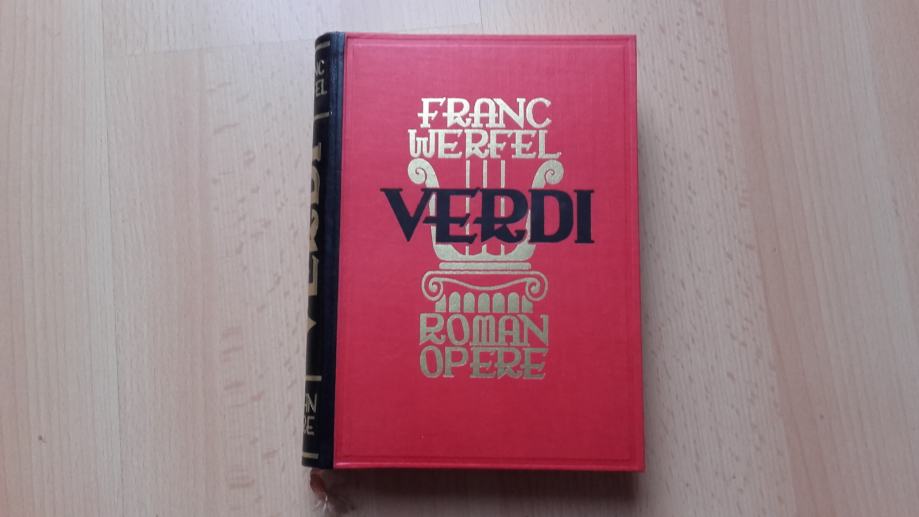 FRANC
WERFEL
VERDI
ROMAN
OPERE